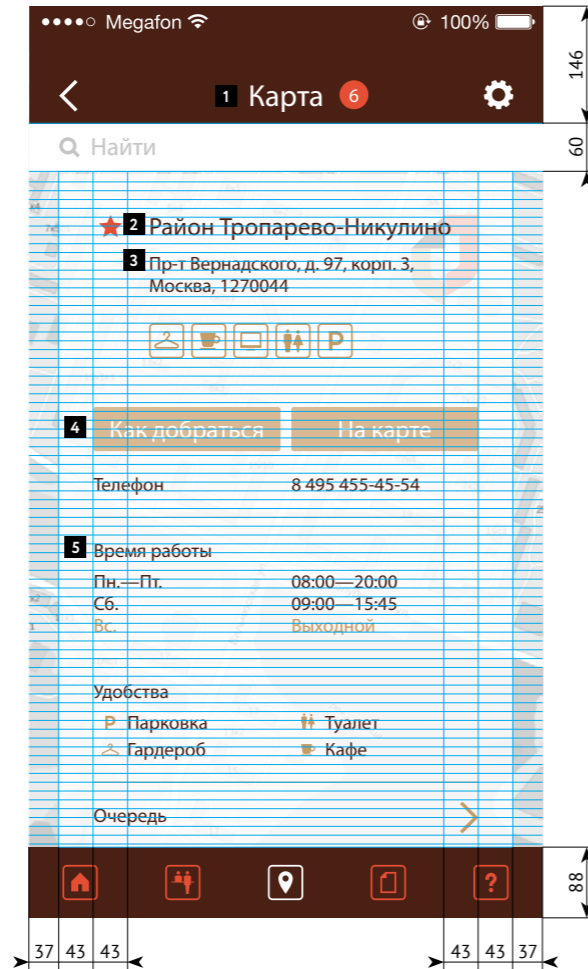 Megafon 100%
1 Карта 6
146
Найти
60
2 Район Тропарево-Никулино
3 Пр-т Вернадского, д. 97, корп. 3,
Москва, 1270044
P
4 Как добраться На карте
Телефон 8 495 455-45-54
5 Время работы
Пн.—Пт. 08:00—20:00
Сб. 09:00—15:45
Вс. Выходной
Удобства
P Парковка Туалет
Гардероб Кафе
Очередь
?
88
37 43 43 43 43 37